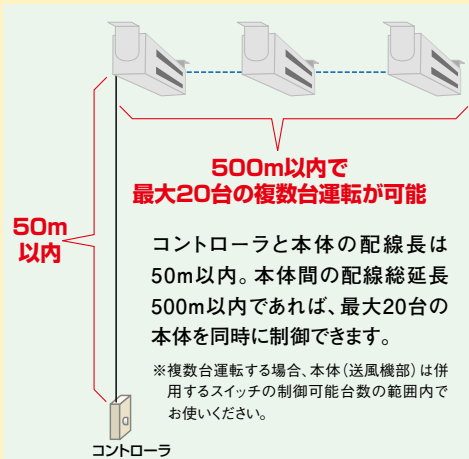 500m以内で
最大20台の複数台運転が可能
50m
以内
コントローラと本体の配線長は
50m以内。本体間の配線総延長
500m以内であれば、最大20台の
本体を同時に制御できます。
※複数台運転する場合、本体（送風機部）は併
用するスイッチの制御可能台数の範囲内で
お使いください。
コントローラ